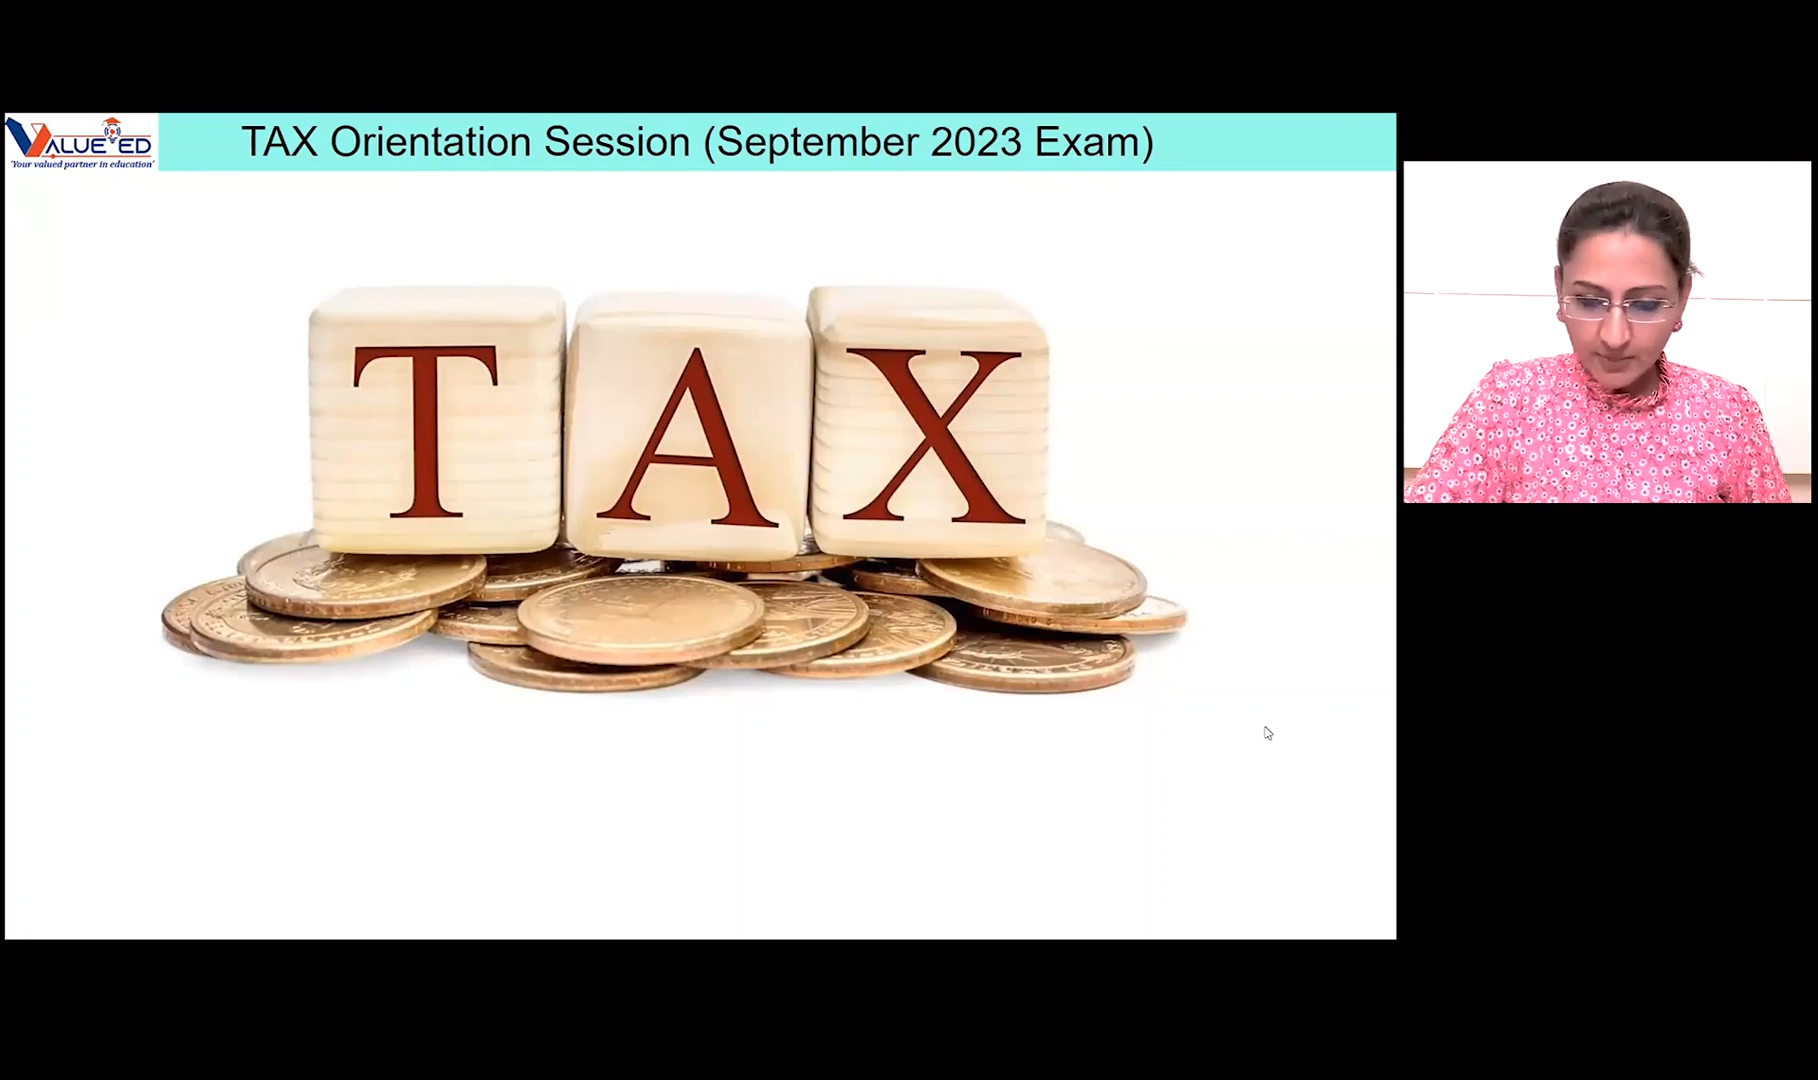 VALUE ED
'Your valued partner in education'
TAX Orientation Session (September 2023 Exam)
TAX